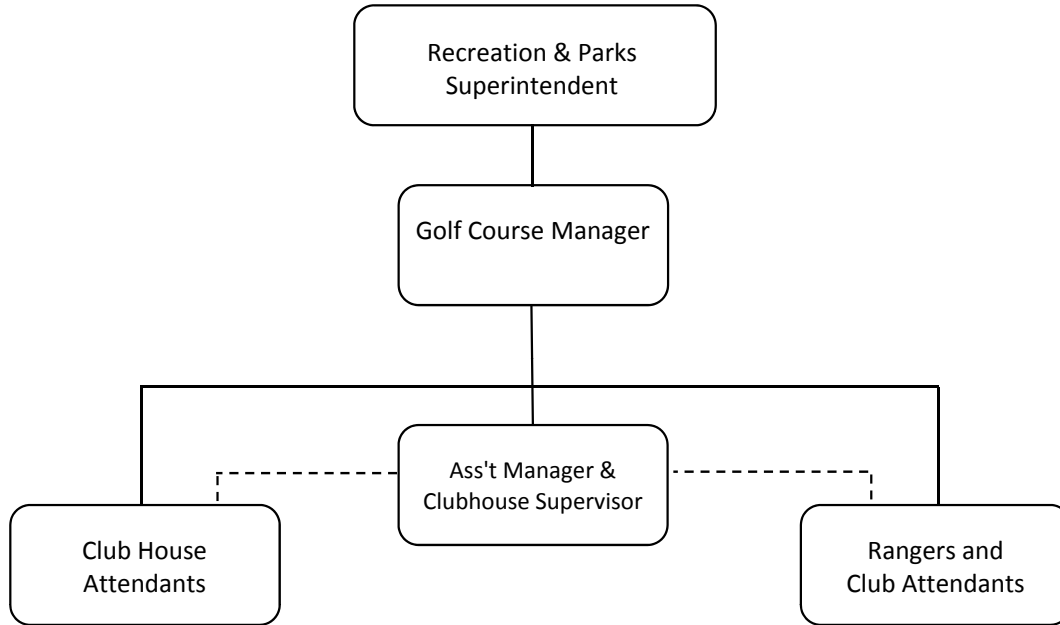 Recreation & Parks
Superintendent
Golf Course Manager
Ass't Manager &
Clubhouse Supervisor
Club House
Attendants
Rangers and
Club Attendants